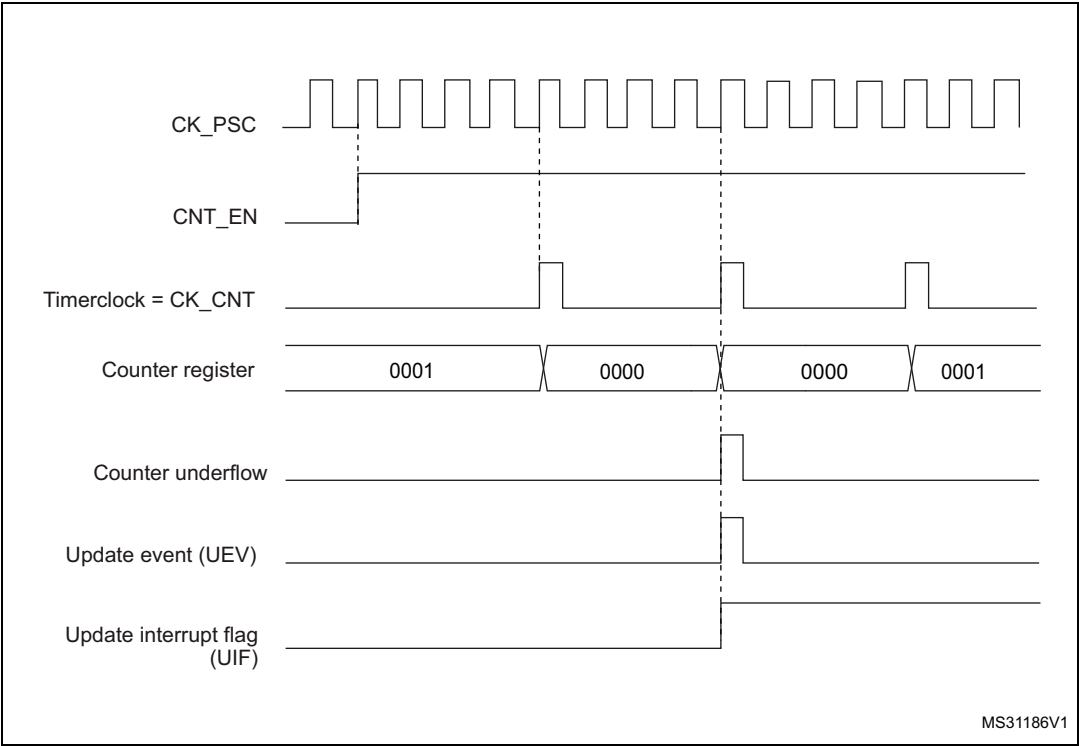 CK_PSC
CNT_EN
Timerclock = CK_CNT
Counter register
0001
0000
0000
0001
Counter underflow
Update event (UEV)
Update interrupt flag
(UIF)
MS31186V1